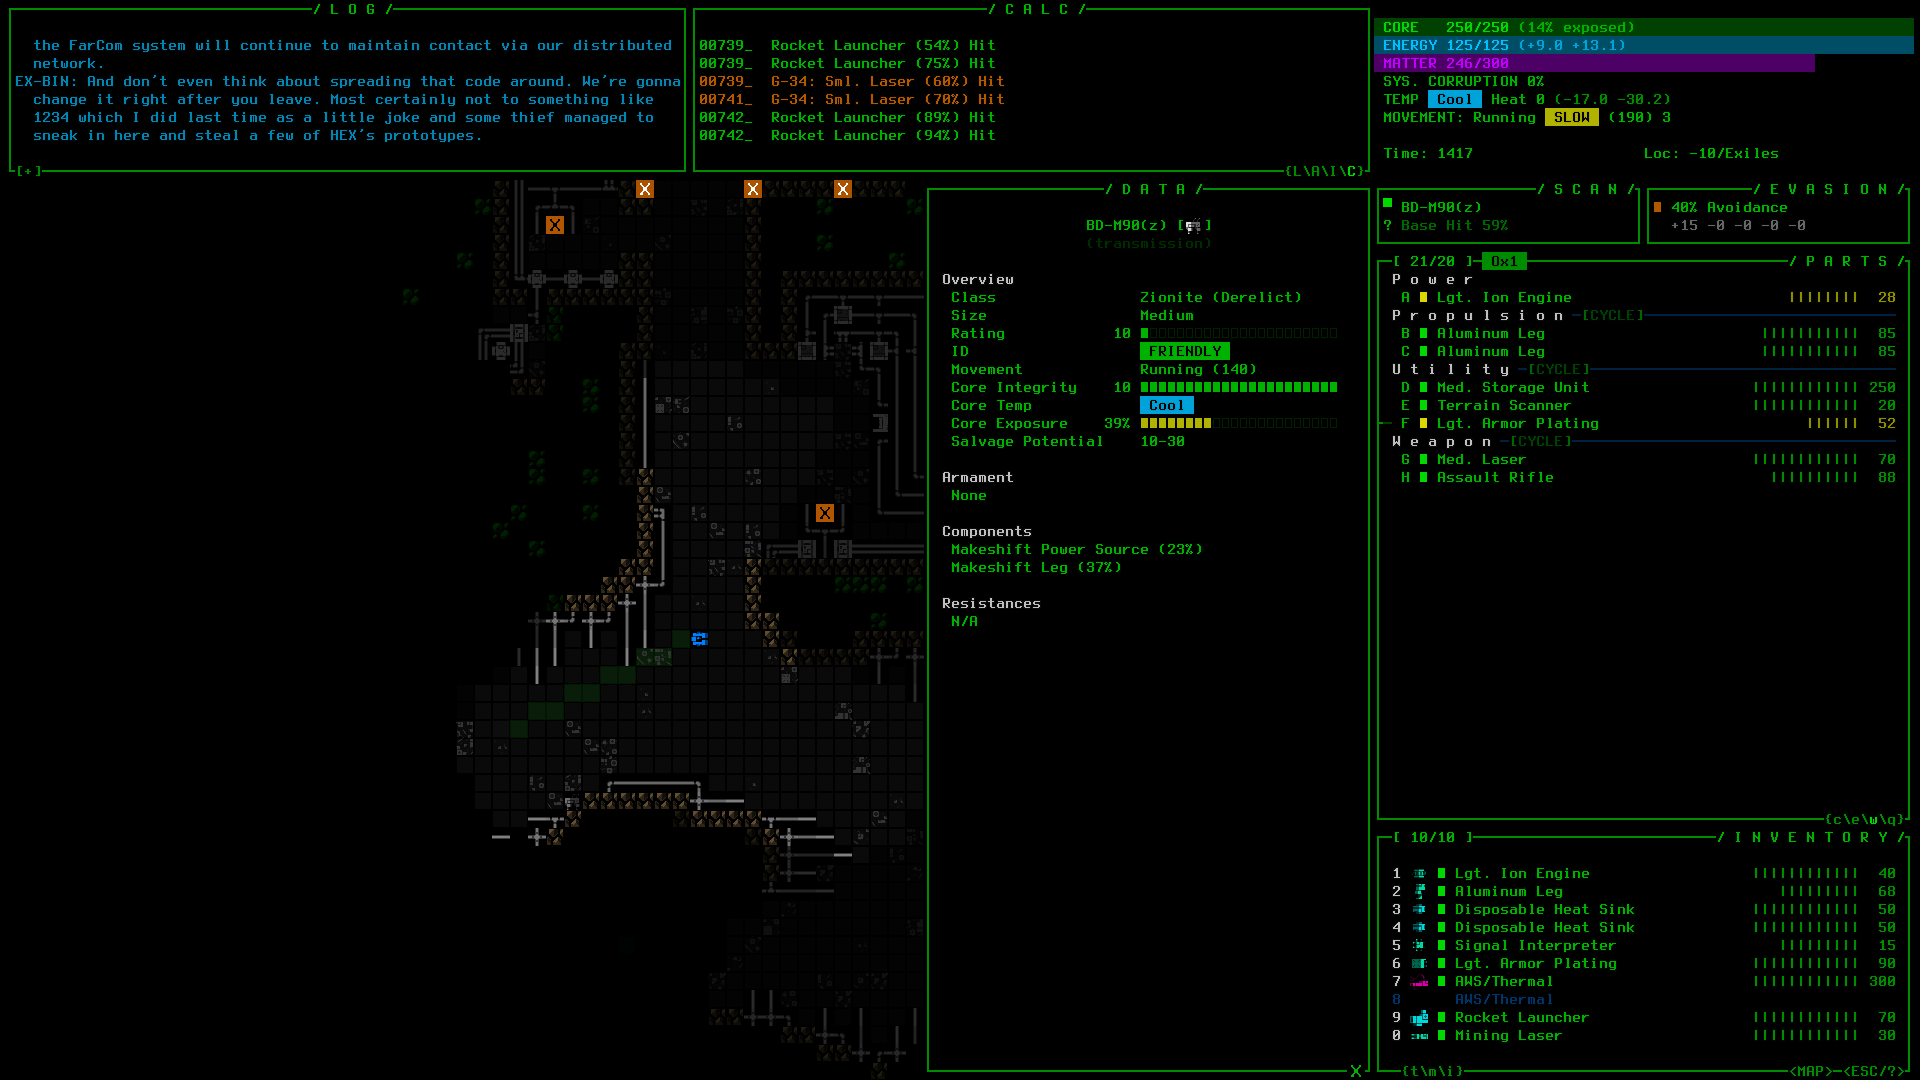 / L O G /
the FarCom system will continue to maintain contact via our distributed
network.
EX-BIN: And don't even think about spreading that code around. We're gonna
change it right after you leave. Most certainly not to something like
1234 which I did last time as a little joke and some thief managed to
sneak in here and steal a few of HEX's prototypes.
[+]
/ C A L C /
00739_ Rocket Launcher (54%) Hit
00739_ Rocket Launcher (75%) Hit
00739_ G-34: Sml. Laser (60%) Hit
00741_ G-34: Sml. Laser (70%) Hit
00742_ Rocket Launcher (89%) Hit
00742_ Rocket Launcher (94%) Hit
{L\A\I\C}
CORE 250/250 (14% exposed)
ENERGY 125/125 (+9.0 +13.1)
MATTER 246/300
SYS. CORRUPTION 0%
TEMP Cool Heat 0 (-17.0 -30.2)
MOVEMENT: Running SLOW (190) 3
Time: 1417 Loc: -10/Exiles
/ S C A N /
BD-M90(z)
? Base Hit 59%
/ E V A S I O N /
40% Avoidance
+15 -0 -0 -0 -0
X X X
X
X
/ D A T A /
BD-M90(z) [ ]
(transmission)
Overview
Class Zionite (Derelict)
Size Medium
Rating 10
ID FRIENDLY
Movement Running (140)
Core Integrity 10
Core Temp Cool
Core Exposure 39%
Salvage Potential 10-30
Armament
None
Components
Makeshift Power Source (23%)
Makeshift Leg (37%)
Resistances
N/A
X
[ 21/20 ] 0x1 / P A R T S /
P o w e r
A Lgt. Ion Engine 28
P r o p u l s i o n [CYCLE]
B Aluminum Leg 85
C Aluminum Leg 85
U t i l i t y [CYCLE]
D Med. Storage Unit 250
E Terrain Scanner 20
F Lgt. Armor Plating 52
W e a p o n [CYCLE]
G Med. Laser 70
H Assault Rifle 88
{c\e\w\q}
[ 10/10 ] / I N V E N T O R Y /
1 Lgt. Ion Engine 40
2 Aluminum Leg 68
3 Disposable Heat Sink 50
4 Disposable Heat Sink 50
5 Signal Interpreter 15
6 Lgt. Armor Plating 90
7 AWS/Thermal 300
8 AWS/Thermal
9 Rocket Launcher 70
0 Mining Laser 30
{t\m\i} <MAP> <ESC/?>